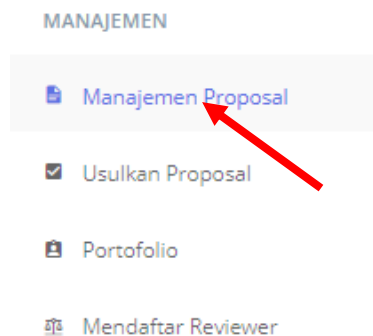 MANAJEMEN
Manajemen Proposal
Usulkan Proposal
Portofolio
Mendaftar Reviewer